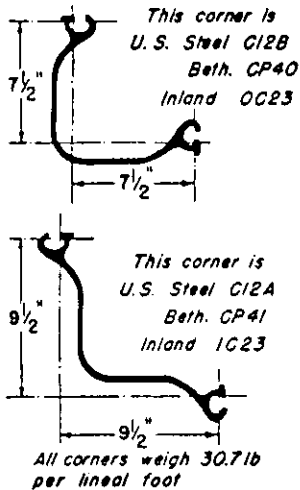 This corner is
U.S. Steel C12B
Beth. CP40
Inland OC23
7½"
7½"
This corner is
U.S. Steel C12A
Beth. CP41
Inland IC23
9½"
9½"
All corners weigh 30.7 lb
per lineal foot